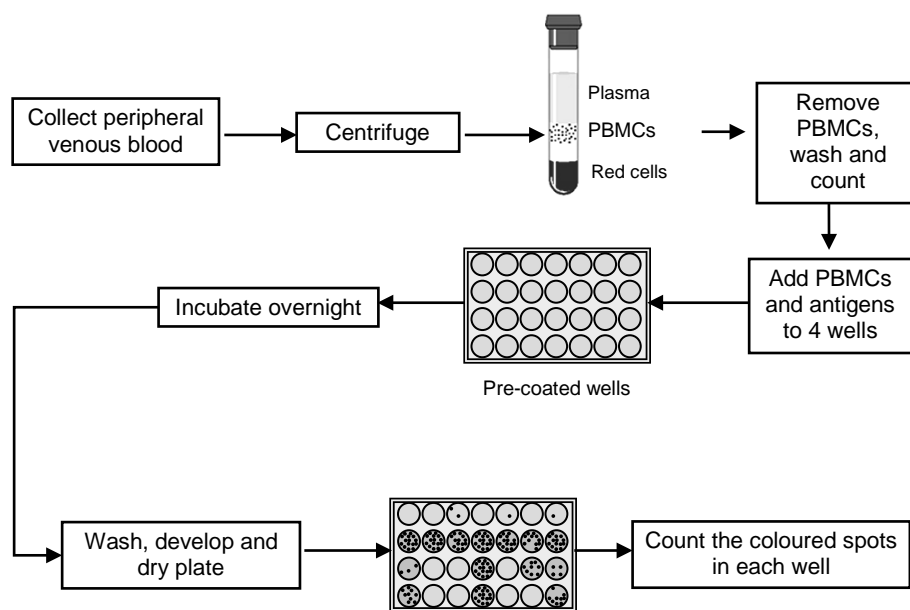 Collect peripheral
venous blood
Centrifuge
Plasma
PBMCs
Red cells
Remove
PBMCs,
wash and
count
Add PBMCs
and antigens
to 4 wells
Pre-coated wells
Incubate overnight
Wash, develop and
dry plate
Count the coloured spots
in each well